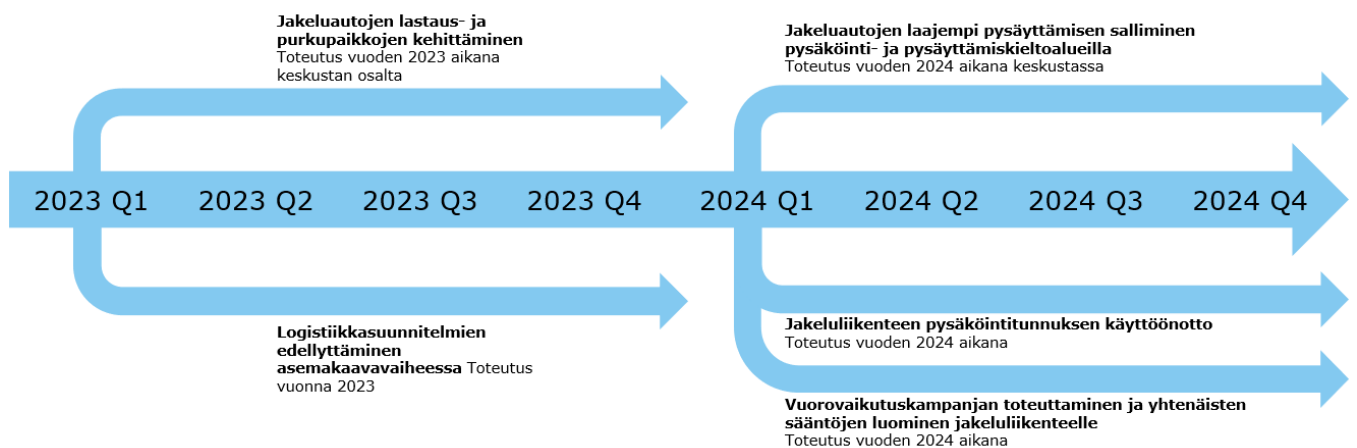 Jakeluautojen lastaus- ja
purkupaikkojen kehittäminen
Toteutus vuoden 2023 aikana
keskustan osalta
Jakeluautojen laajempi pysäyttämisen salliminen
pysäköinti- ja pysäyttämiskieltoalueilla
Toteutus vuoden 2024 aikana keskustassa
2023 Q1 2023 Q2 2023 Q3 2023 Q4 2024 Q1 2024 Q2 2024 Q3 2024 Q4
Logistiikkasuunnitelmien
edellyttäminen
asemakaavavaiheessa Toteutus
vuonna 2023
Jakeluliikenteen pysäköintitunnuksen käyttöönotto
Toteutus vuoden 2024 aikana
Vuorovaikutuskampanjan toteuttaminen ja yhtenäisten
sääntöjen luominen jakeluliikenteelle
Toteutus vuoden 2024 aikana